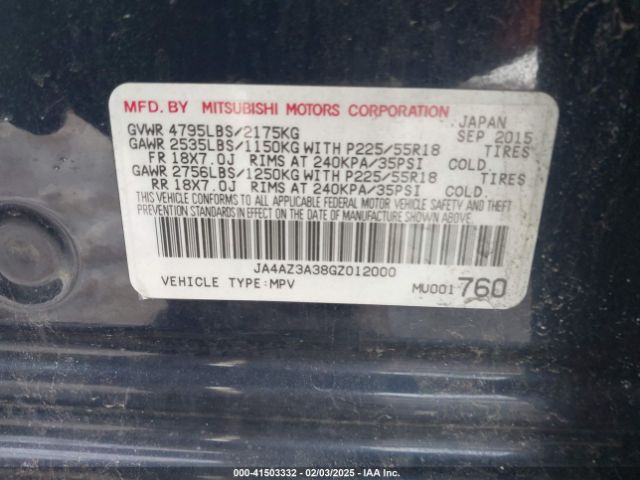 MFD. BY MITSUBISHI MOTORS CORPORATION
JAPAN
GVWR 4795LBS/2175KG SEP 2015
GAWR 2535LBS/1150KG WITH P225/55R18 TIRES
FR 18X7.0J RIMS AT 240KPA/35PSI COLD
GAWR 2756LBS/1250KG WITH P225/55R18 TIRES
RR 18X7.0J RIMS AT 240KPA/35PSI COLD.
THIS VEHICLE CONFORMS TO ALL APPLICABLE FEDERAL MOTOR VEHICLE SAFETY AND THEFT
PREVENTION STANDARDS IN EFFECT ON THE DATE OF MANUFACTURE SHOWN ABOVE.
JA4AZ3A38GZ012000
VEHICLE TYPE:MPV MU001760
000-41503332 - 02/03/2025 - IAA Inc.